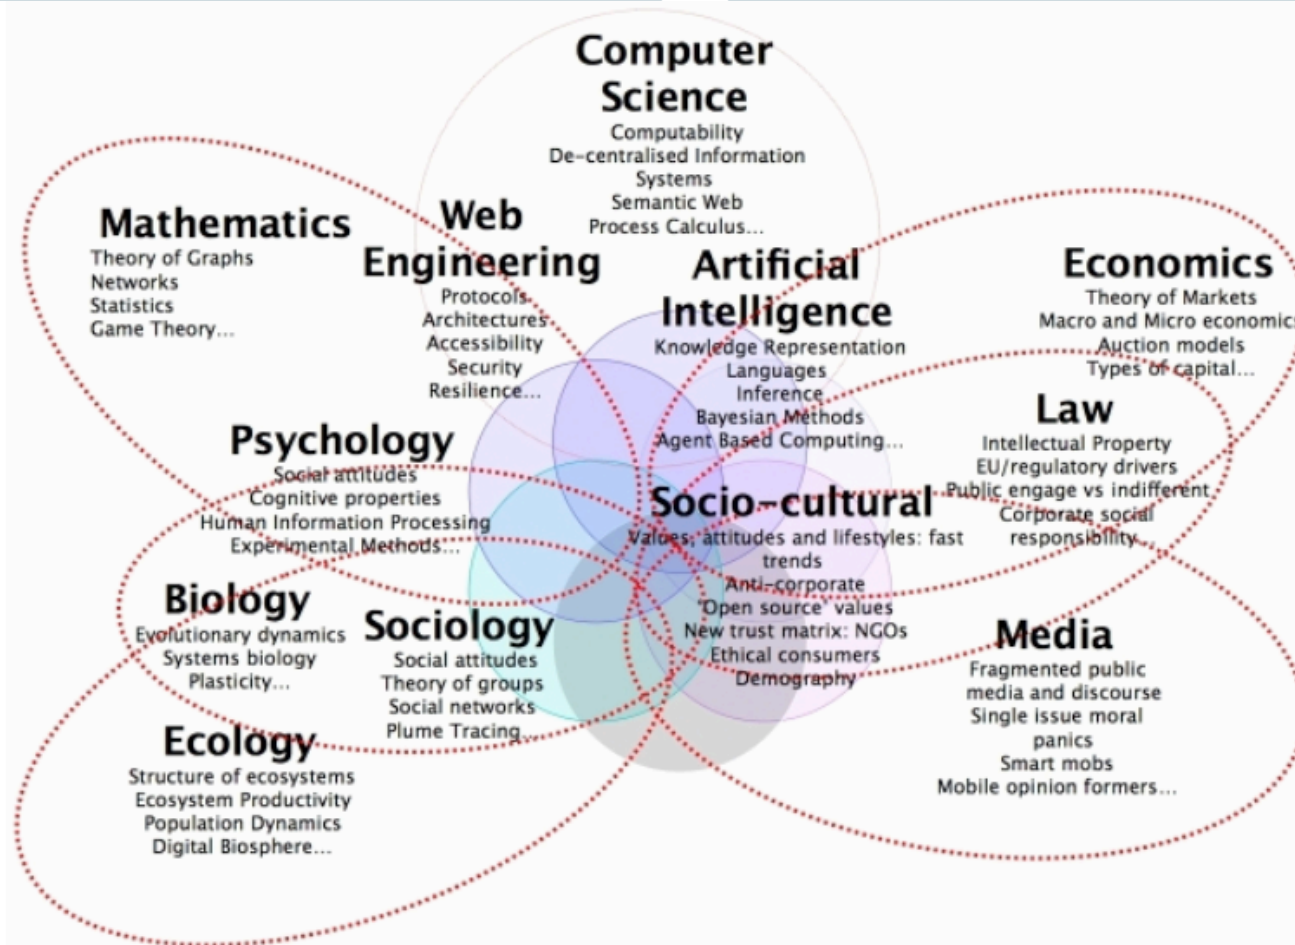 Computer
Science
Computability
De-centralised Information
Systems
Semantic Web
Process Calculus...
Mathematics
Theory of Graphs
Networks
Statistics
Game Theory...
Web
Engineering
Protocols
Architectures
Accessibility
Security
Resilience...
Artificial
Intelligence
Knowledge Representation
Languages
Inference
Bayesian Methods
Agent Based Computing...
Economics
Theory of Markets
Macro and Micro economics
Auction models
Types of capital...
Law
Intellectual Property
EU/regulatory drivers
Public engage vs indifferent
Corporate social
responsibility...
Psychology
Social attitudes
Cognitive properties
Human Information Processing
Experimental Methods...
Socio-cultural
Values, attitudes and lifestyles: fast
trends
Anti-corporate
'Open source' values
New trust matrix: NGOs
Ethical consumers
Demography
Biology
Evolutionary dynamics
Systems biology
Plasticity...
Sociology
Social attitudes
Theory of groups
Social networks
Plume Tracing...
Media
Fragmented public
media and discourse
Single issue moral
panics
Smart mobs
Mobile opinion formers...
Ecology
Structure of ecosystems
Ecosystem Productivity
Population Dynamics
Digital Biosphere...